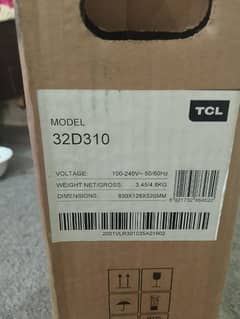 TCL
MODEL
32D310
VOLTAGE: 100-240V~ 50/60Hz
WEIGHT NET/GROSS: 3.45/4.6KG
DIMENSIONS: